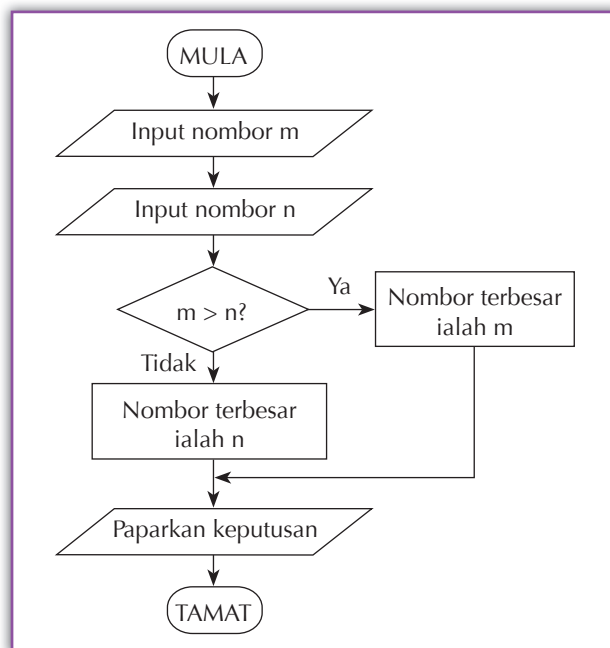 MULA
Input nombor m
Input nombor n
m > n?
Ya
Nombor terbesar
ialah m
Tidak
Nombor terbesar
ialah n
Paparkan keputusan
TAMAT